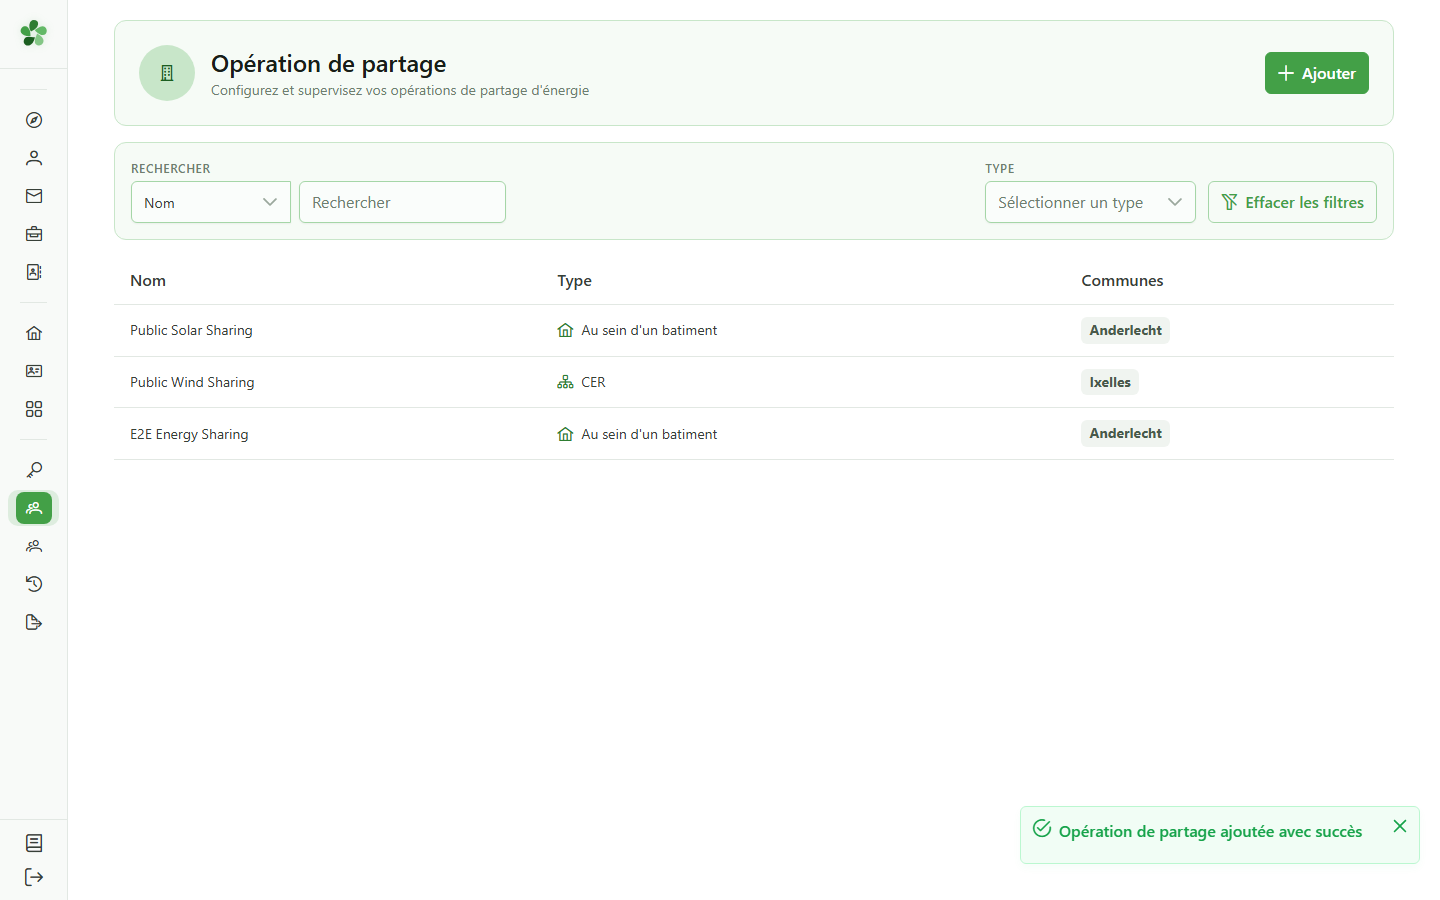 Opération de partage
Configurez et supervisez vos opérations de partage d'énergie
Ajouter
RECHERCHER
TYPE
Nom
Rechercher
Sélectionner un type
Effacer les filtres
Nom Type Communes
Public Solar Sharing Au sein d'un batiment Anderlecht
Public Wind Sharing CER Ixelles
E2E Energy Sharing Au sein d'un batiment Anderlecht
Opération de partage ajoutée avec succès